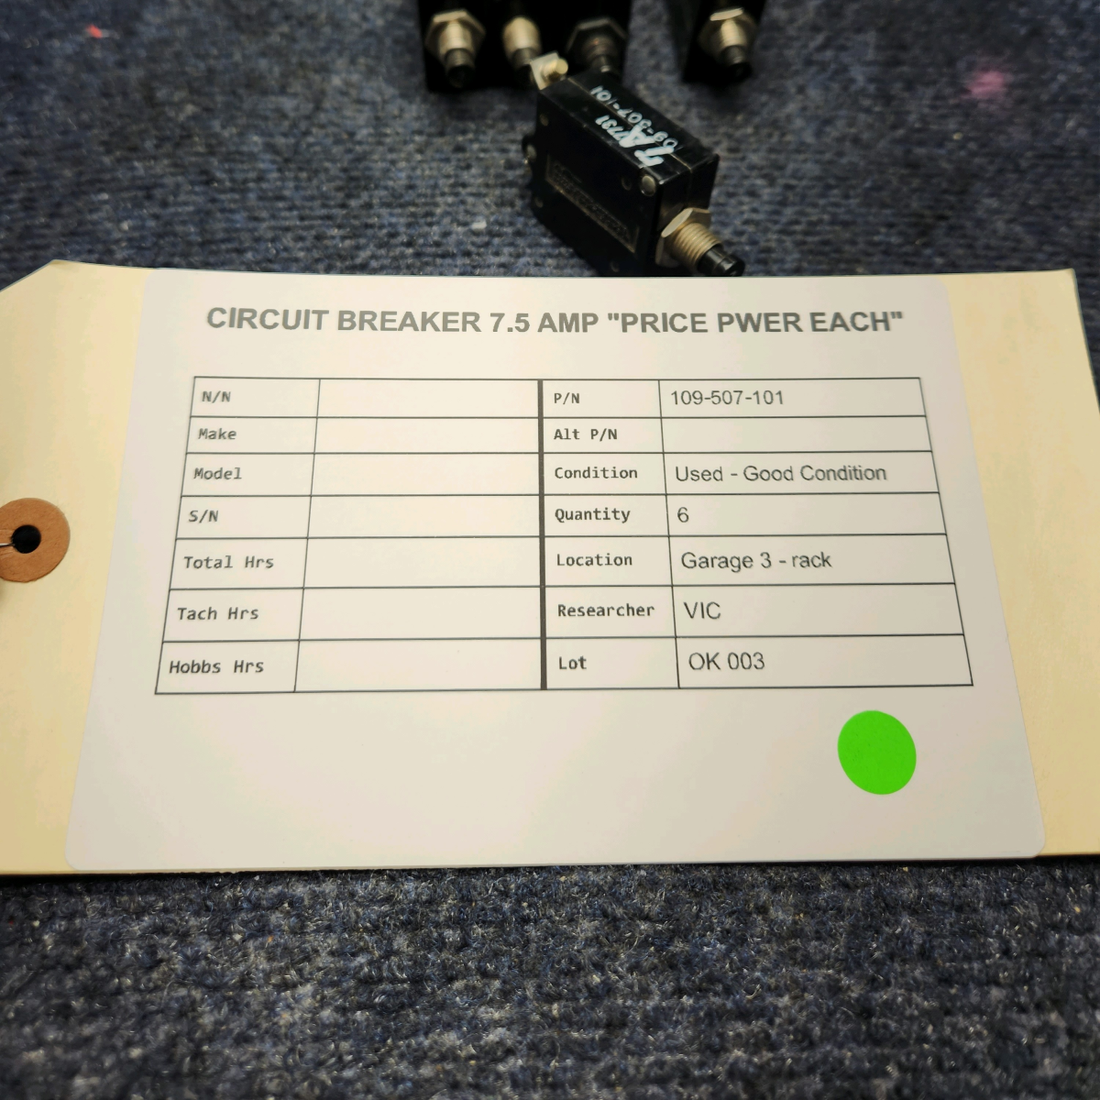 CIRCUIT BREAKER 7.5 AMP "PRICE PWER EACH"
N/N P/N 109-507-101
Make Alt P/N
Model Condition Used - Good Condition
S/N Quantity 6
Total Hrs Location Garage 3 - rack
Tach Hrs Researcher VIC
Hobbs Hrs Lot OK 003